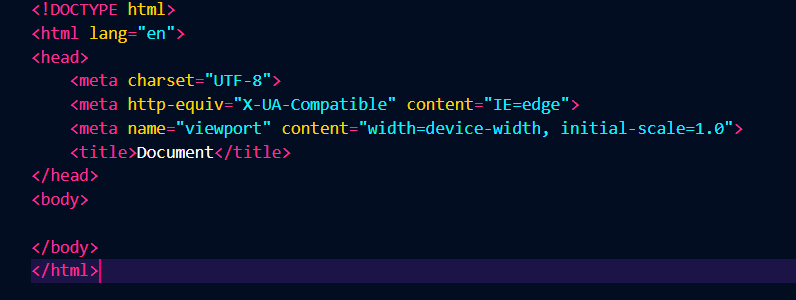 <!DOCTYPE html>
<html lang="en">
<head>
    <meta charset="UTF-8">
    <meta http-equiv="X-UA-Compatible" content="IE=edge">
    <meta name="viewport" content="width=device-width, initial-scale=1.0">
    <title>Document</title>
</head>
<body>

</body>
</html>